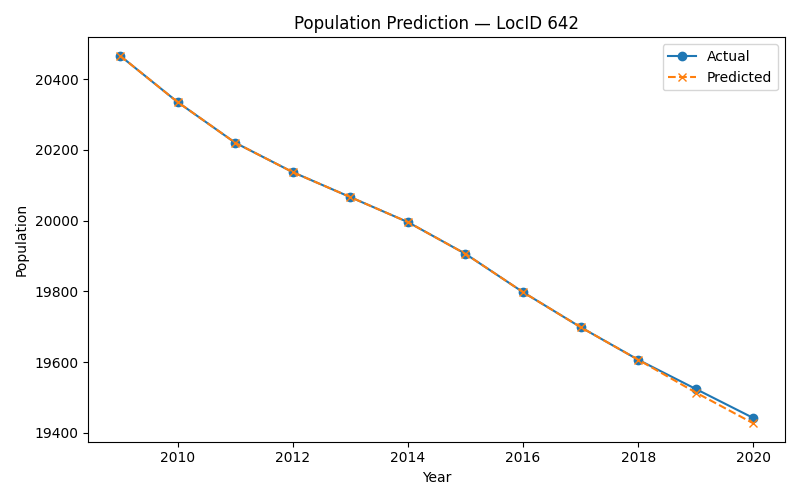 Population Prediction — LocID 642
Actual
Predicted
20400
20200
20000
19800
19600
19400
Population
2010 2012 2014 2016 2018 2020
Year